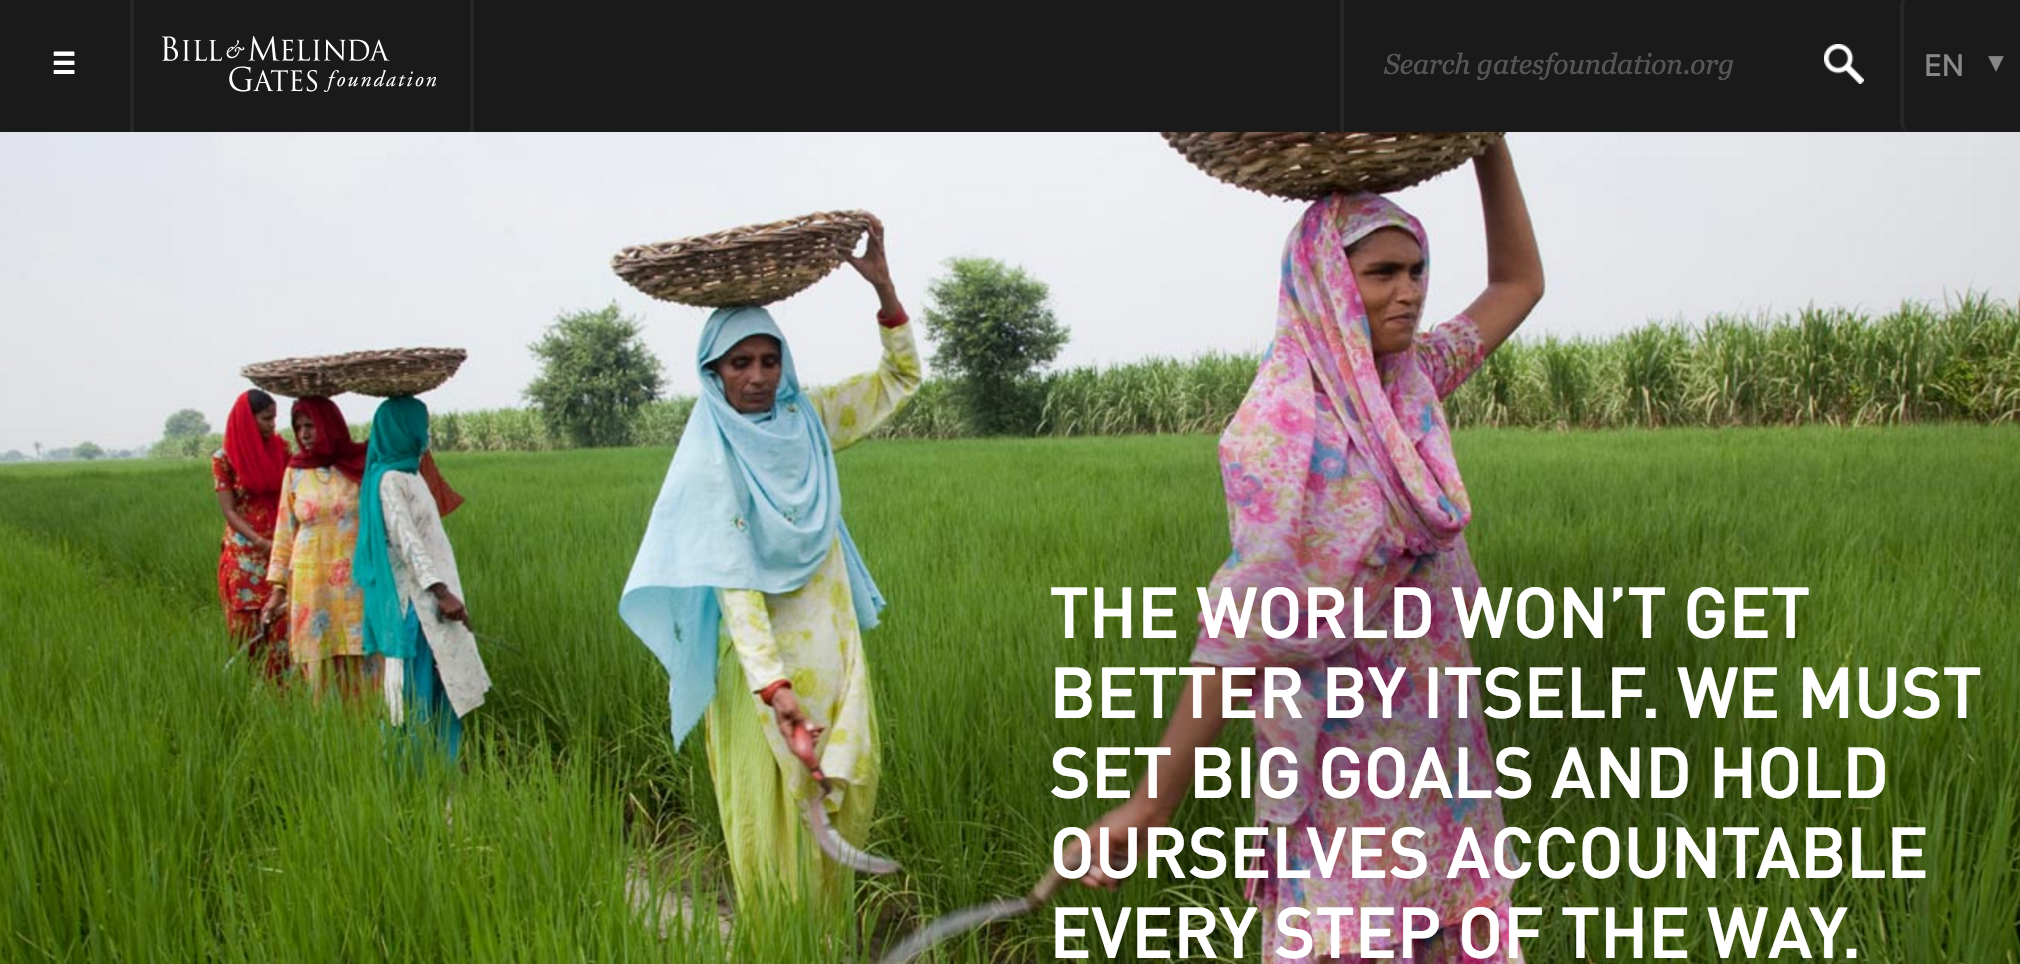 BILL & MELINDA
GATES foundation
Search gatesfoundation.org
EN
THE WORLD WON’T GET
BETTER BY ITSELF. WE MUST
SET BIG GOALS AND HOLD
OURSELVES ACCOUNTABLE
EVERY STEP OF THE WAY.